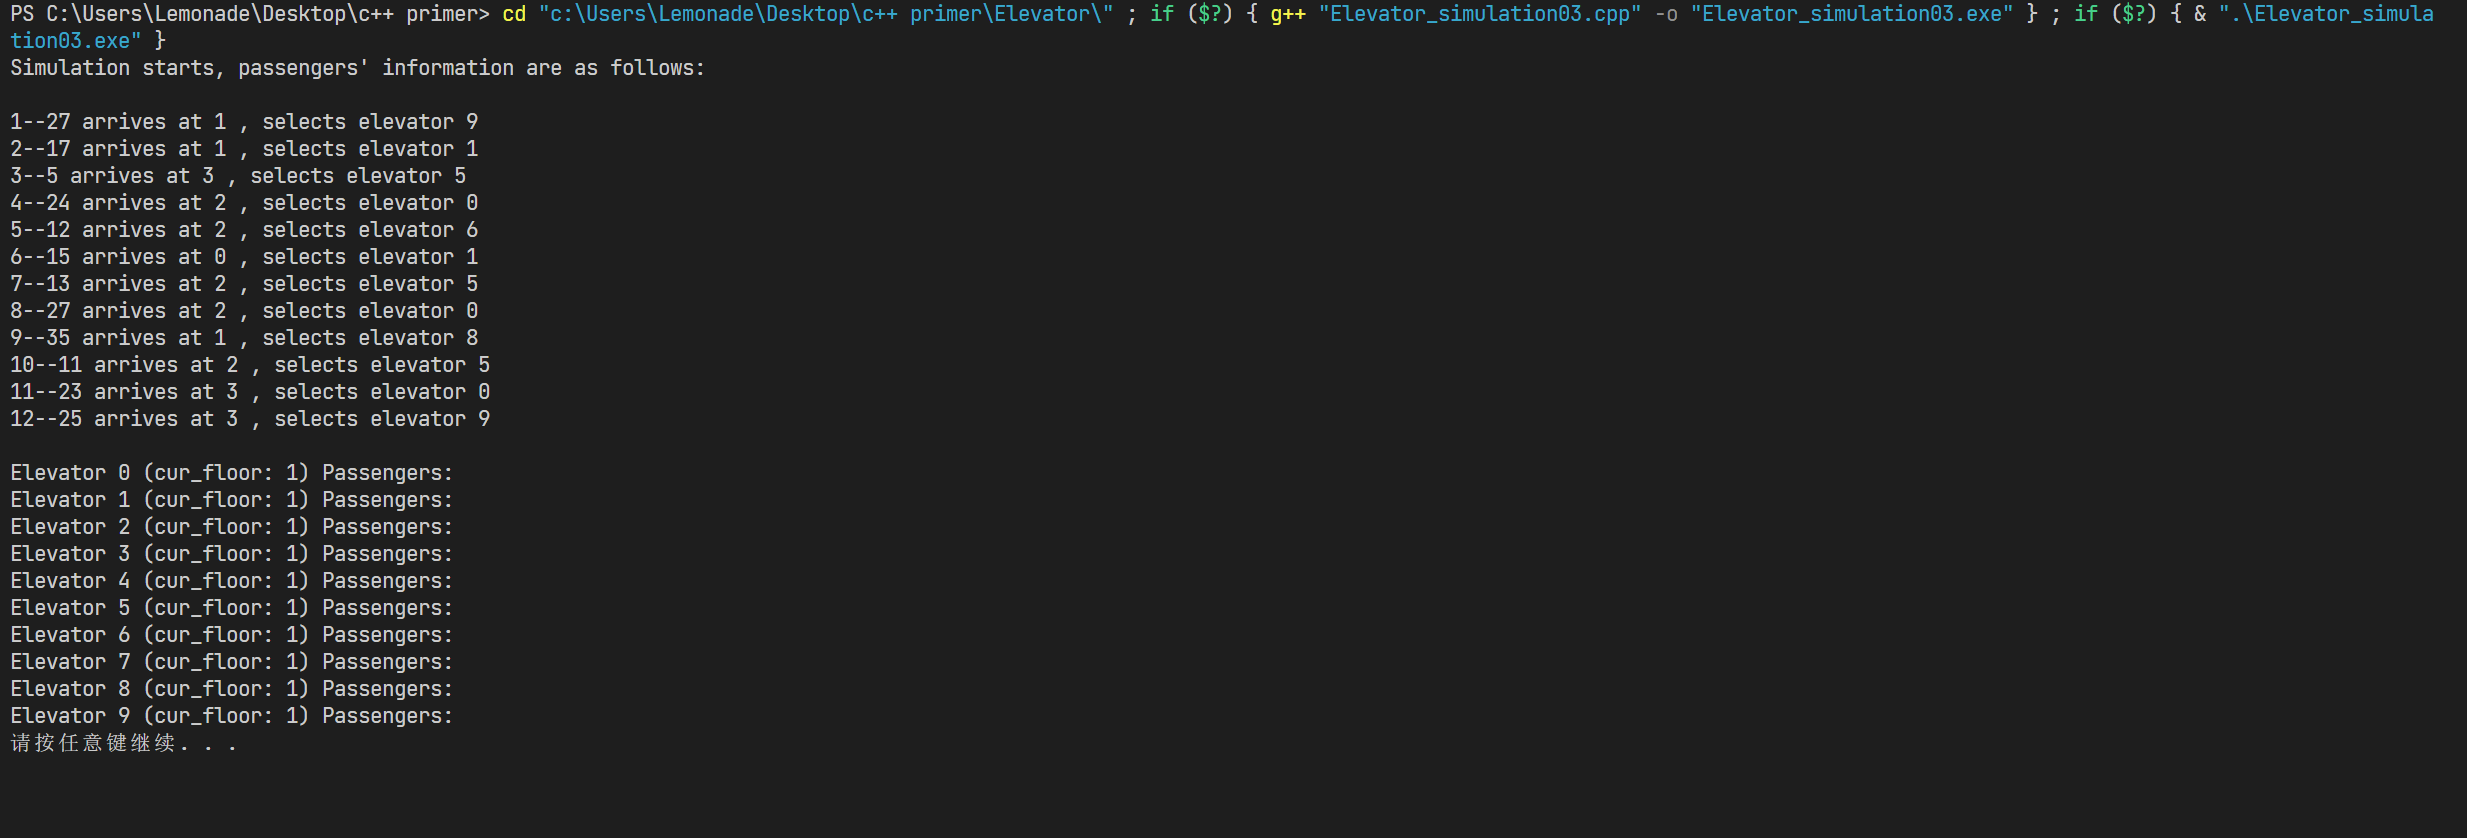 PS C:\Users\Lemonade\Desktop\c++ primer> cd "c:\Users\Lemonade\Desktop\c++ primer\Elevator\" ; if ($?) { g++ "Elevator_simulation03.cpp" -o "Elevator_simulation03.exe" } ; if ($?) { & ".\Elevator_simula
tion03.exe" }
Simulation starts, passengers' information are as follows:
1--27 arrives at 1 , selects elevator 9
2--17 arrives at 1 , selects elevator 1
3--5 arrives at 3 , selects elevator 5
4--24 arrives at 2 , selects elevator 0
5--12 arrives at 2 , selects elevator 6
6--15 arrives at 0 , selects elevator 1
7--13 arrives at 2 , selects elevator 5
8--27 arrives at 2 , selects elevator 0
9--35 arrives at 1 , selects elevator 8
10--11 arrives at 2 , selects elevator 5
11--23 arrives at 3 , selects elevator 0
12--25 arrives at 3 , selects elevator 9
Elevator 0 (cur_floor: 1) Passengers:
Elevator 1 (cur_floor: 1) Passengers:
Elevator 2 (cur_floor: 1) Passengers:
Elevator 3 (cur_floor: 1) Passengers:
Elevator 4 (cur_floor: 1) Passengers:
Elevator 5 (cur_floor: 1) Passengers:
Elevator 6 (cur_floor: 1) Passengers:
Elevator 7 (cur_floor: 1) Passengers:
Elevator 8 (cur_floor: 1) Passengers:
Elevator 9 (cur_floor: 1) Passengers:
请按任意键继续. . .